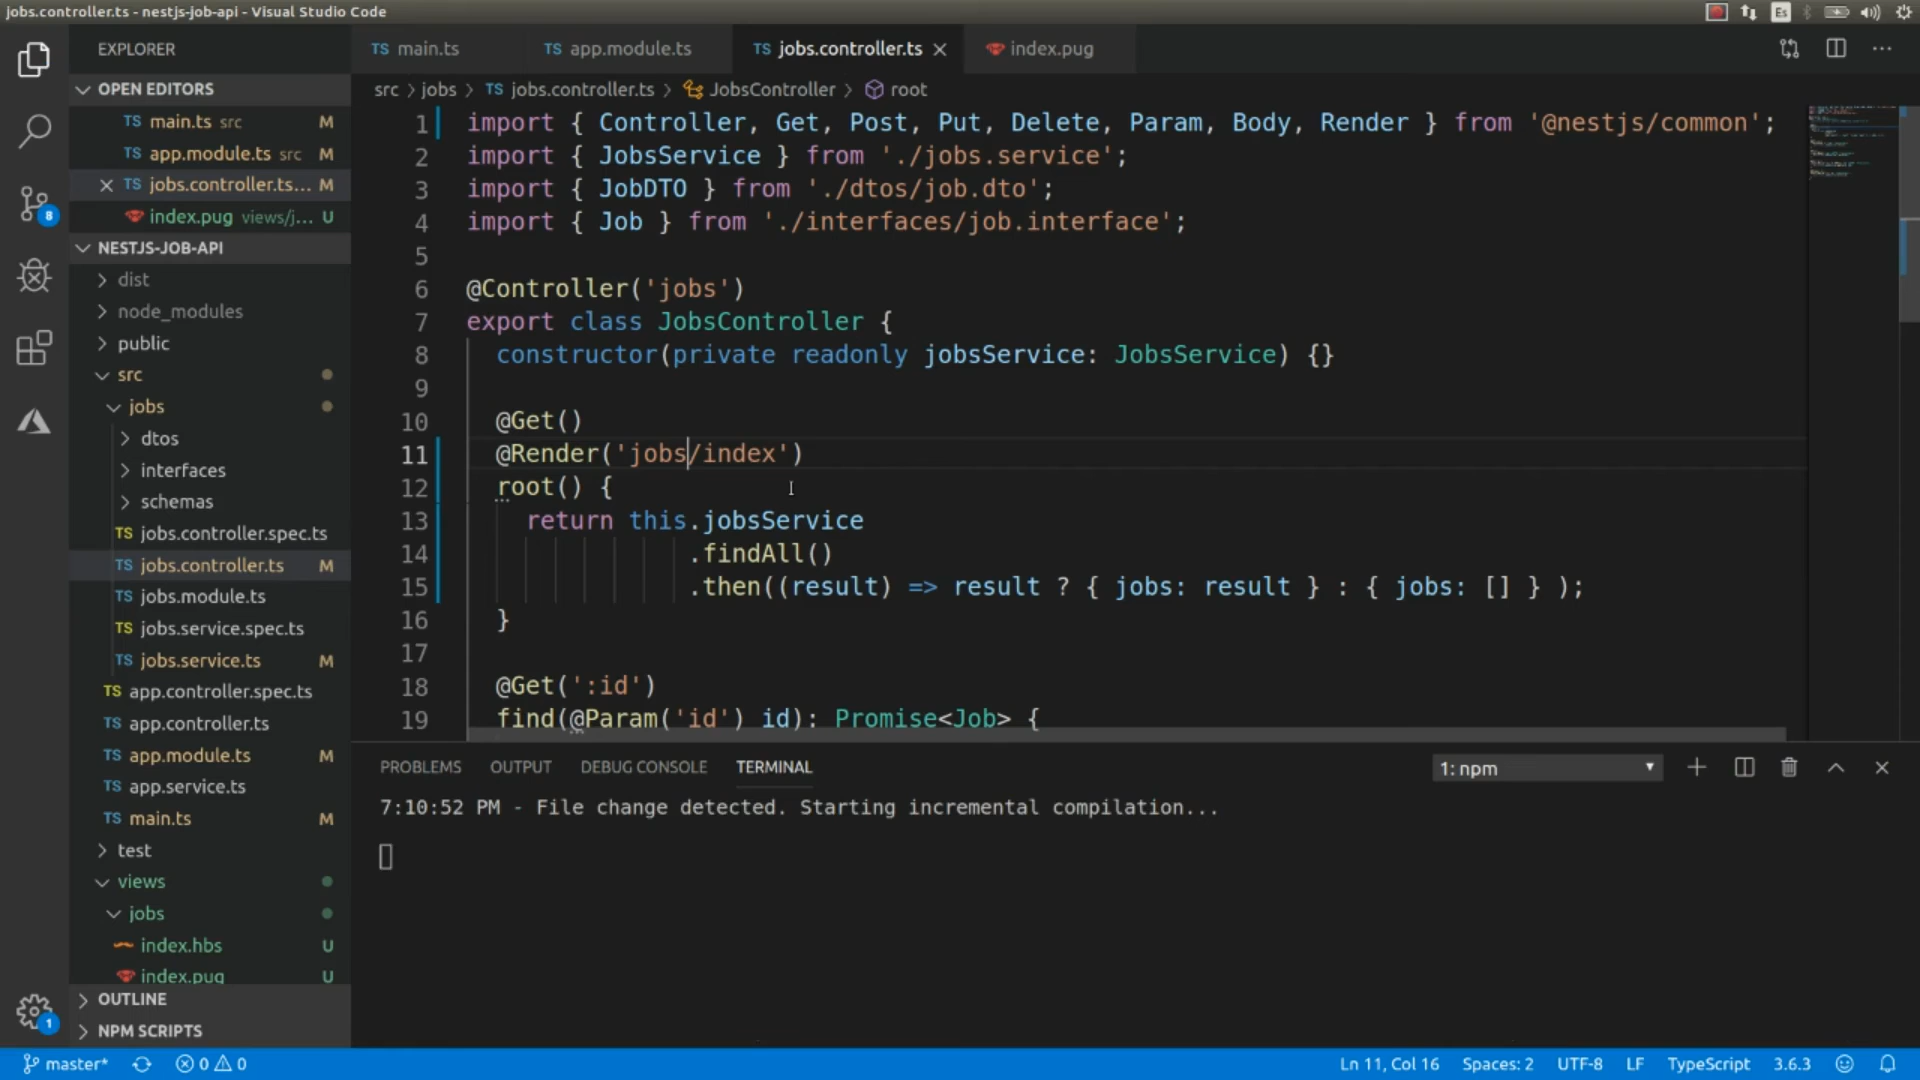 jobs.controller.ts - nestjs-job-api - Visual Studio Code
Es
EXPLORER
TS main.ts
TS app.module.ts
TS jobs.controller.ts
index.pug
OPEN EDITORS
TS main.ts src M
TS app.module.ts src M
TS jobs.controller.ts... M
index.pug views/j... U
8
NESTJS-JOB-API
dist
node_modules
public
src
jobs
dtos
interfaces
schemas
TS jobs.controller.spec.ts
TS jobs.controller.ts M
TS jobs.module.ts
TS jobs.service.spec.ts
TS jobs.service.ts M
TS app.controller.spec.ts
TS app.controller.ts
TS app.module.ts M
TS app.service.ts
TS main.ts M
test
views
jobs
index.hbs U
index.pug U
OUTLINE
NPM SCRIPTS
1
src > jobs > TS jobs.controller.ts > JobsController > root
1 import { Controller, Get, Post, Put, Delete, Param, Body, Render } from '@nestjs/common';
2 import { JobsService } from './jobs.service';
3 import { JobDTO } from './dtos/job.dto';
4 import { Job } from './interfaces/job.interface';
5
6 @Controller('jobs')
7 export class JobsController {
8 constructor(private readonly jobsService: JobsService) {}
9
10 @Get()
11 @Render('jobs/index')
12 root() {
13 return this.jobsService
14 .findAll()
15 .then((result) => result ? { jobs: result } : { jobs: [] } );
16 }
17
18 @Get(':id')
19 find(@Param('id') id): Promise<Job> {
PROBLEMS OUTPUT DEBUG CONSOLE TERMINAL
1: npm
7:10:52 PM - File change detected. Starting incremental compilation...
master* 0 0
Ln 11, Col 16 Spaces: 2 UTF-8 LF TypeScript 3.6.3